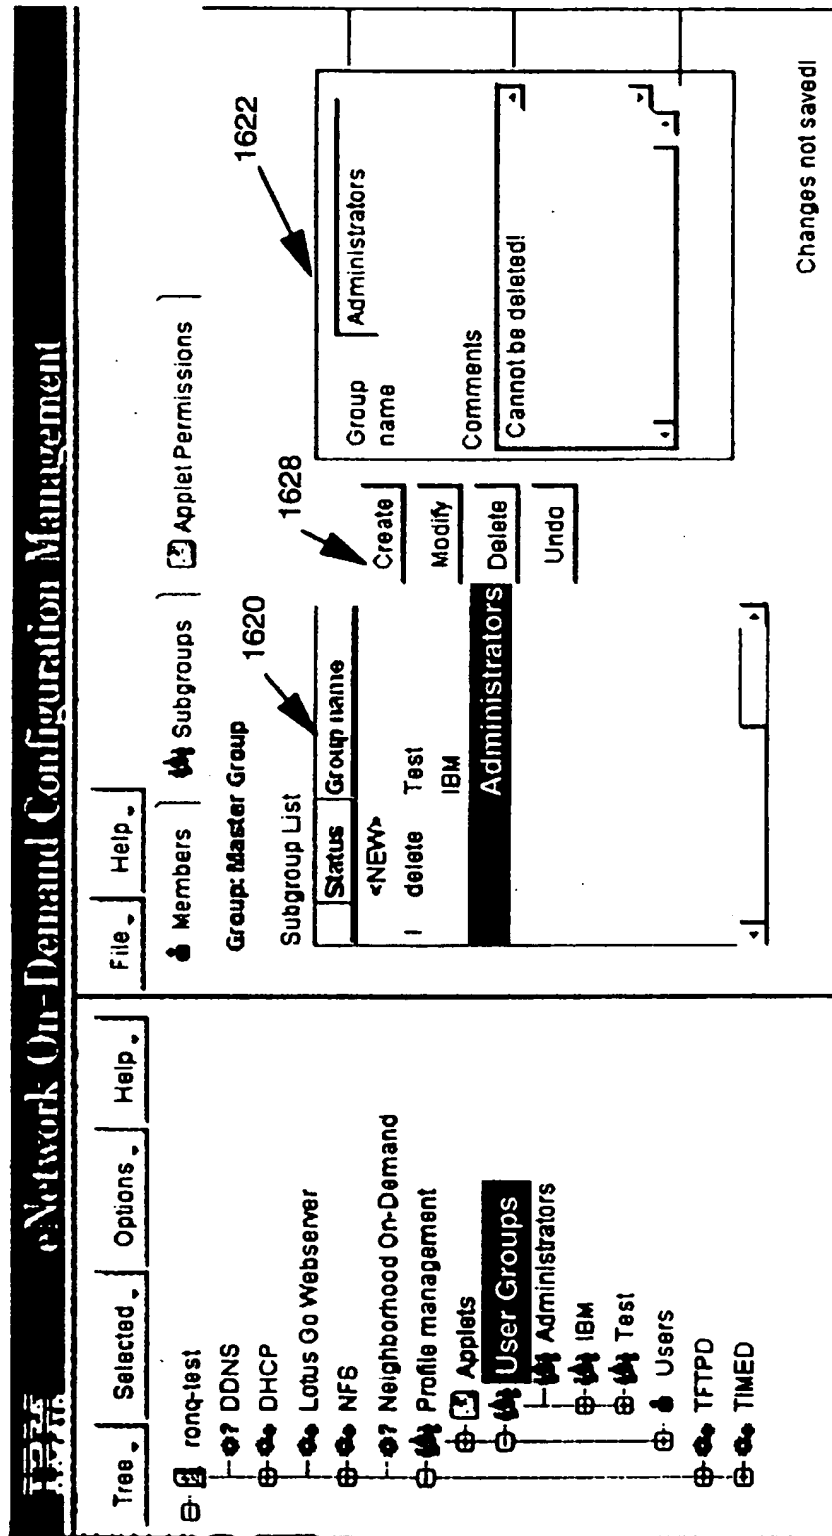 IBM eNetwork On-Demand Configuration Management
Tree Selected Options Help
ronq-test
? DDNS
DHCP
Lotus Go Webserver
NFS
? Neighborhood On-Demand
Profile management
Applets
User Groups
Administrators
IBM
Test
Users
TFTPD
TIMED
File Help
Members Subgroups Applet Permissions
Group: Master Group
Subgroup List
Status Group name
<NEW>
delete Test
IBM
Administrators
1620
1628
Create
Modify
Delete
Undo
1622
Group name
Administrators
Comments
Cannot be deleted!
Changes not saved!